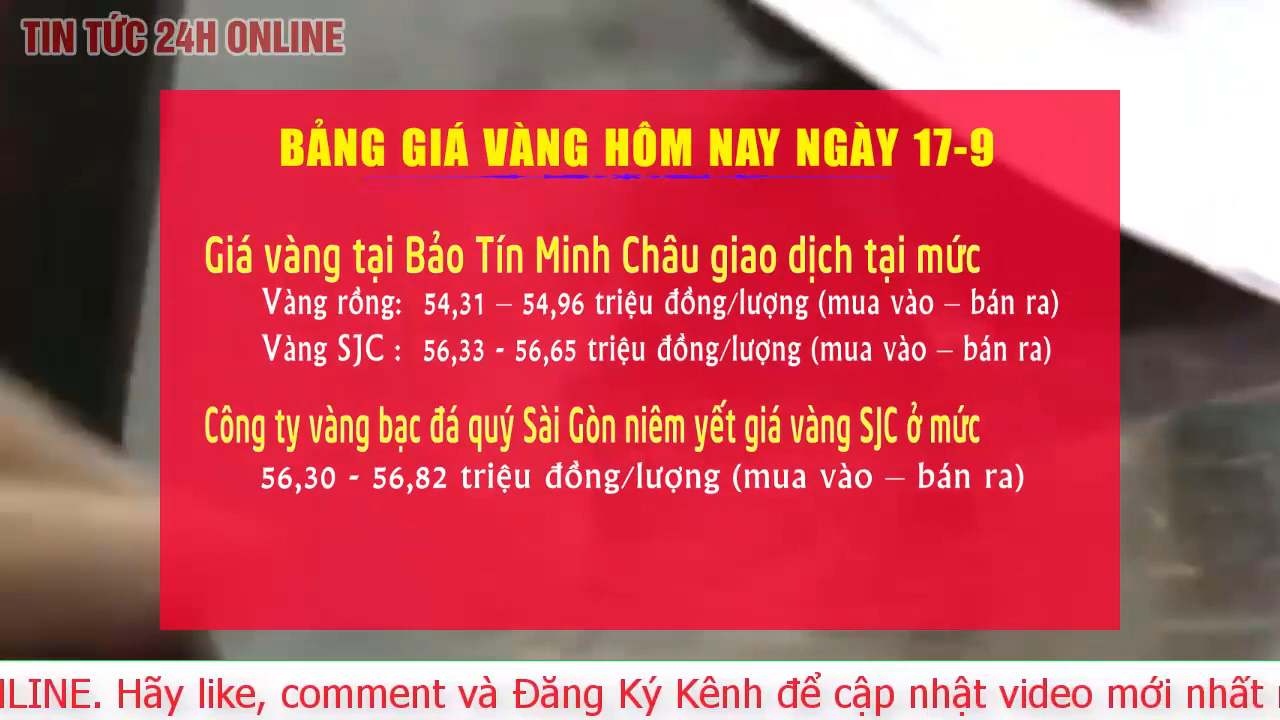 TIN TỨC 24H ONLINE
BẢNG GIÁ VÀNG HÔM NAY NGÀY 17-9
Giá vàng tại Bảo Tín Minh Châu giao dịch tại mức
Vàng rồng: 54,31 – 54,96 triệu đồng/lượng (mua vào – bán ra)
Vàng SJC : 56,33 - 56,65 triệu đồng/lượng (mua vào – bán ra)
Công ty vàng bạc đá quý Sài Gòn niêm yết giá vàng SJC ở mức
56,30 - 56,82 triệu đồng/lượng (mua vào – bán ra)
NLINE. Hãy like, comment và Đăng Ký Kênh để cập nhật video mới nhất